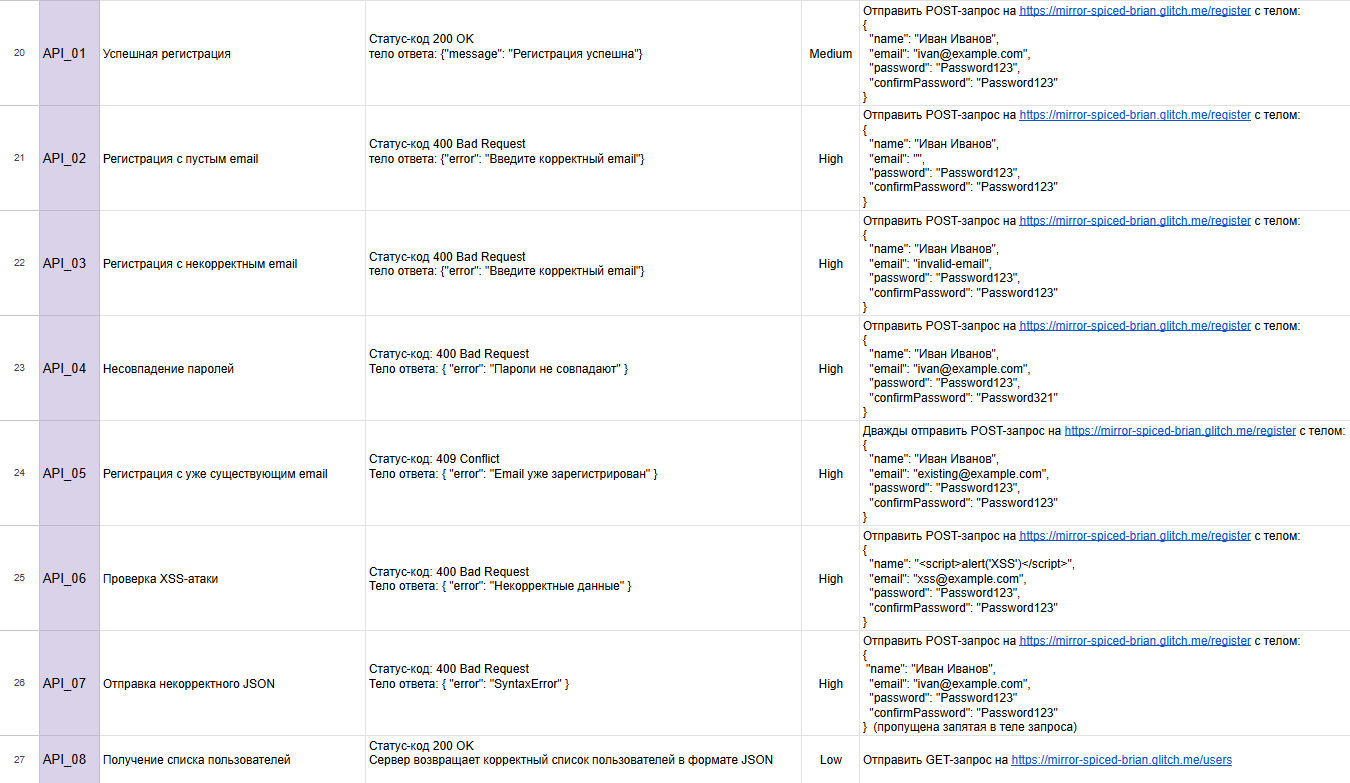 20
API_01
Успешная регистрация
Статус-код 200 OK
тело ответа: {"message": "Регистрация успешна"}
Medium
Отправить POST-запрос на https://mirror-spiced-brian.glitch.me/register с телом:
{
"name": "Иван Иванов",
"email": "ivan@example.com",
"password": "Password123",
"confirmPassword": "Password123"
}
21
API_02
Регистрация с пустым email
Статус-код 400 Bad Request
тело ответа: {"error": "Введите корректный email"}
High
Отправить POST-запрос на https://mirror-spiced-brian.glitch.me/register с телом:
{
"name": "Иван Иванов",
"email": "",
"password": "Password123",
"confirmPassword": "Password123"
}
22
API_03
Регистрация с некорректным email
Статус-код 400 Bad Request
тело ответа: {"error": "Введите корректный email"}
High
Отправить POST-запрос на https://mirror-spiced-brian.glitch.me/register с телом:
{
"name": "Иван Иванов",
"email": "invalid-email",
"password": "Password123",
"confirmPassword": "Password123"
}
23
API_04
Несовпадение паролей
Статус-код: 400 Bad Request
Тело ответа: { "error": "Пароли не совпадают" }
High
Отправить POST-запрос на https://mirror-spiced-brian.glitch.me/register с телом:
{
"name": "Иван Иванов",
"email": "ivan@example.com",
"password": "Password123",
"confirmPassword": "Password321"
}
24
API_05
Регистрация с уже существующим email
Статус-код: 409 Conflict
Тело ответа: { "error": "Email уже зарегистрирован" }
High
Дважды отправить POST-запрос на https://mirror-spiced-brian.glitch.me/register с телом:
{
"name": "Иван Иванов",
"email": "existing@example.com",
"password": "Password123",
"confirmPassword": "Password123"
}
25
API_06
Проверка XSS-атаки
Статус-код: 400 Bad Request
Тело ответа: { "error": "Некорректные данные" }
High
Отправить POST-запрос на https://mirror-spiced-brian.glitch.me/register с телом:
{
"name": "<script>alert('XSS')</script>",
"email": "xss@example.com",
"password": "Password123",
"confirmPassword": "Password123"
}
26
API_07
Отправка некорректного JSON
Статус-код: 400 Bad Request
Тело ответа: { "error": "SyntaxError" }
High
Отправить POST-запрос на https://mirror-spiced-brian.glitch.me/register с телом:
{
"name": "Иван Иванов",
"email": "ivan@example.com",
"password": "Password123"
"confirmPassword": "Password123"
} (пропущена запятая в теле запроса)
27
API_08
Получение списка пользователей
Статус-код 200 OK
Сервер возвращает корректный список пользователей в формате JSON
Low
Отправить GET-запрос на https://mirror-spiced-brian.glitch.me/users